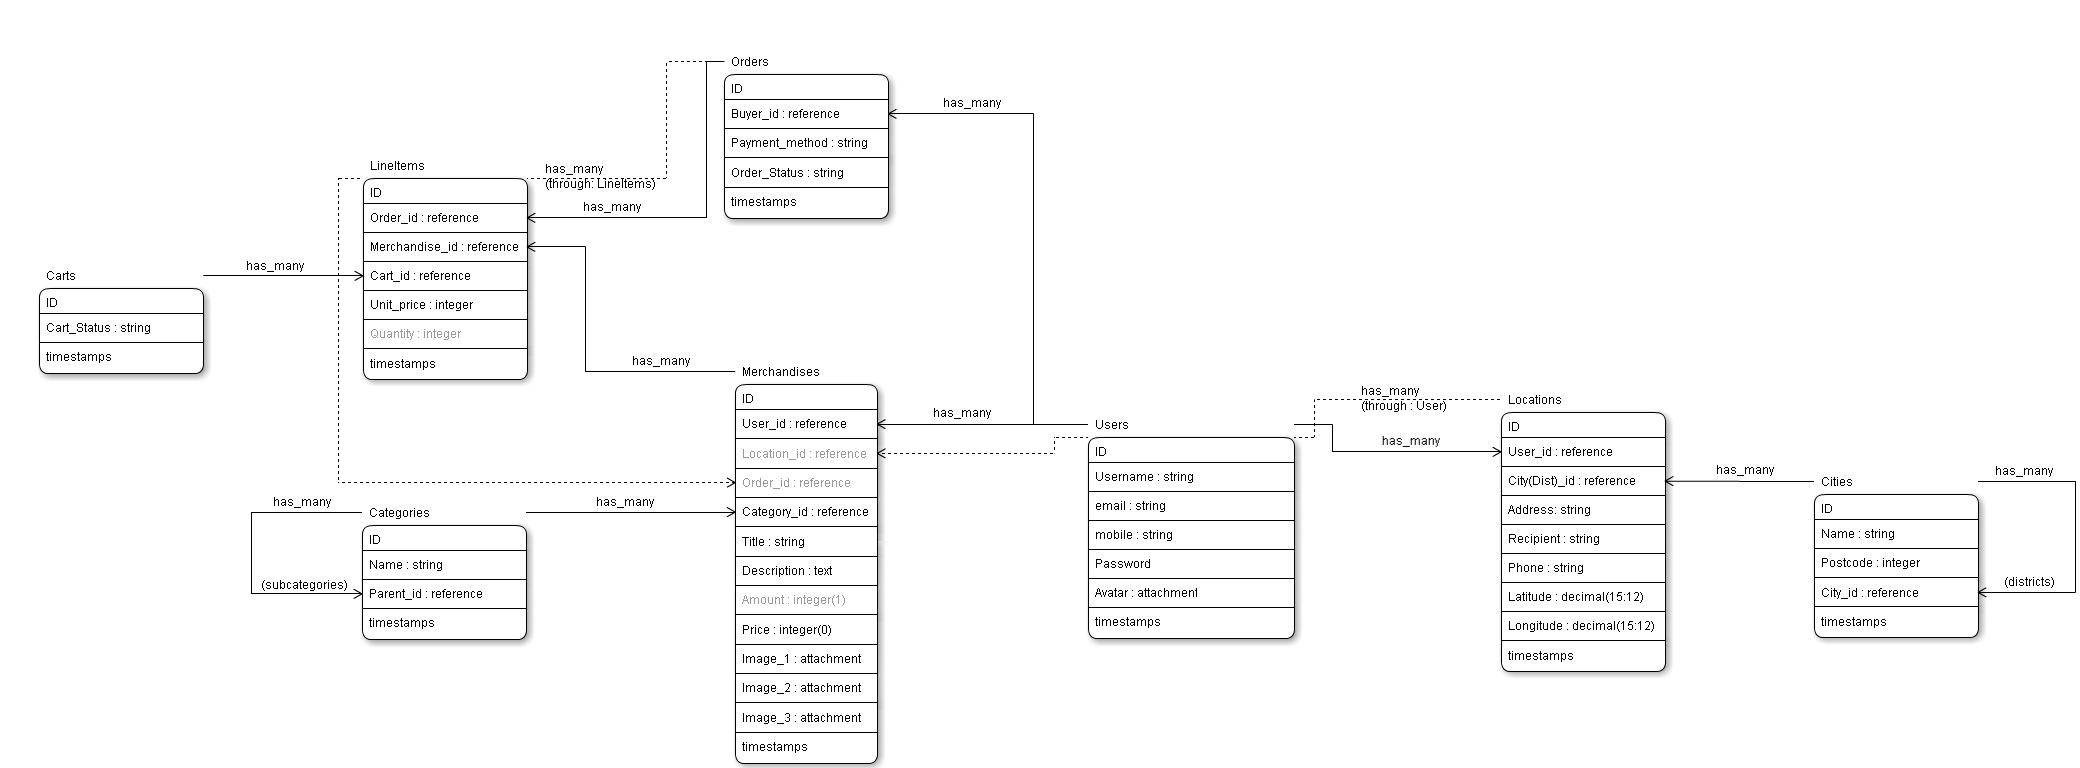 Orders
ID
Buyer_id : reference
Payment_method : string
Order_Status : string
timestamps
has_many
has_many
(through: LineItems)
has_many
LineItems
ID
Order_id : reference
Merchandise_id : reference
Cart_id : reference
Unit_price : integer
Quantity : integer
timestamps
has_many
Carts
ID
Cart_Status : string
timestamps
has_many
Merchandises
ID
User_id : reference
Location_id : reference
Order_id : reference
Category_id : reference
Title : string
Description : text
Amount : integer(1)
Price : integer(0)
Image_1 : attachment
Image_2 : attachment
Image_3 : attachment
timestamps
has_many
has_many
(subcategories)
Categories
ID
Name : string
Parent_id : reference
timestamps
has_many
Users
ID
Username : string
email : string
mobile : string
Password
Avatar : attachment
timestamps
has_many
(through : User)
has_many
Locations
ID
User_id : reference
City(Dist)_id : reference
Address: string
Recipient : string
Phone : string
Latitude : decimal(15:12)
Longitude : decimal(15:12)
timestamps
has_many
Cities
ID
Name : string
Postcode : integer
City_id : reference
timestamps
has_many
(districts)